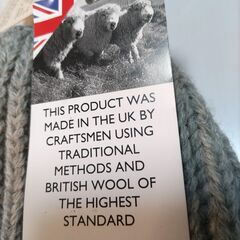 THIS PRODUCT WAS
MADE IN THE UK BY
CRAFTSMEN USING
TRADITIONAL
METHODS AND
BRITISH WOOL OF
THE HIGHEST
STANDARD